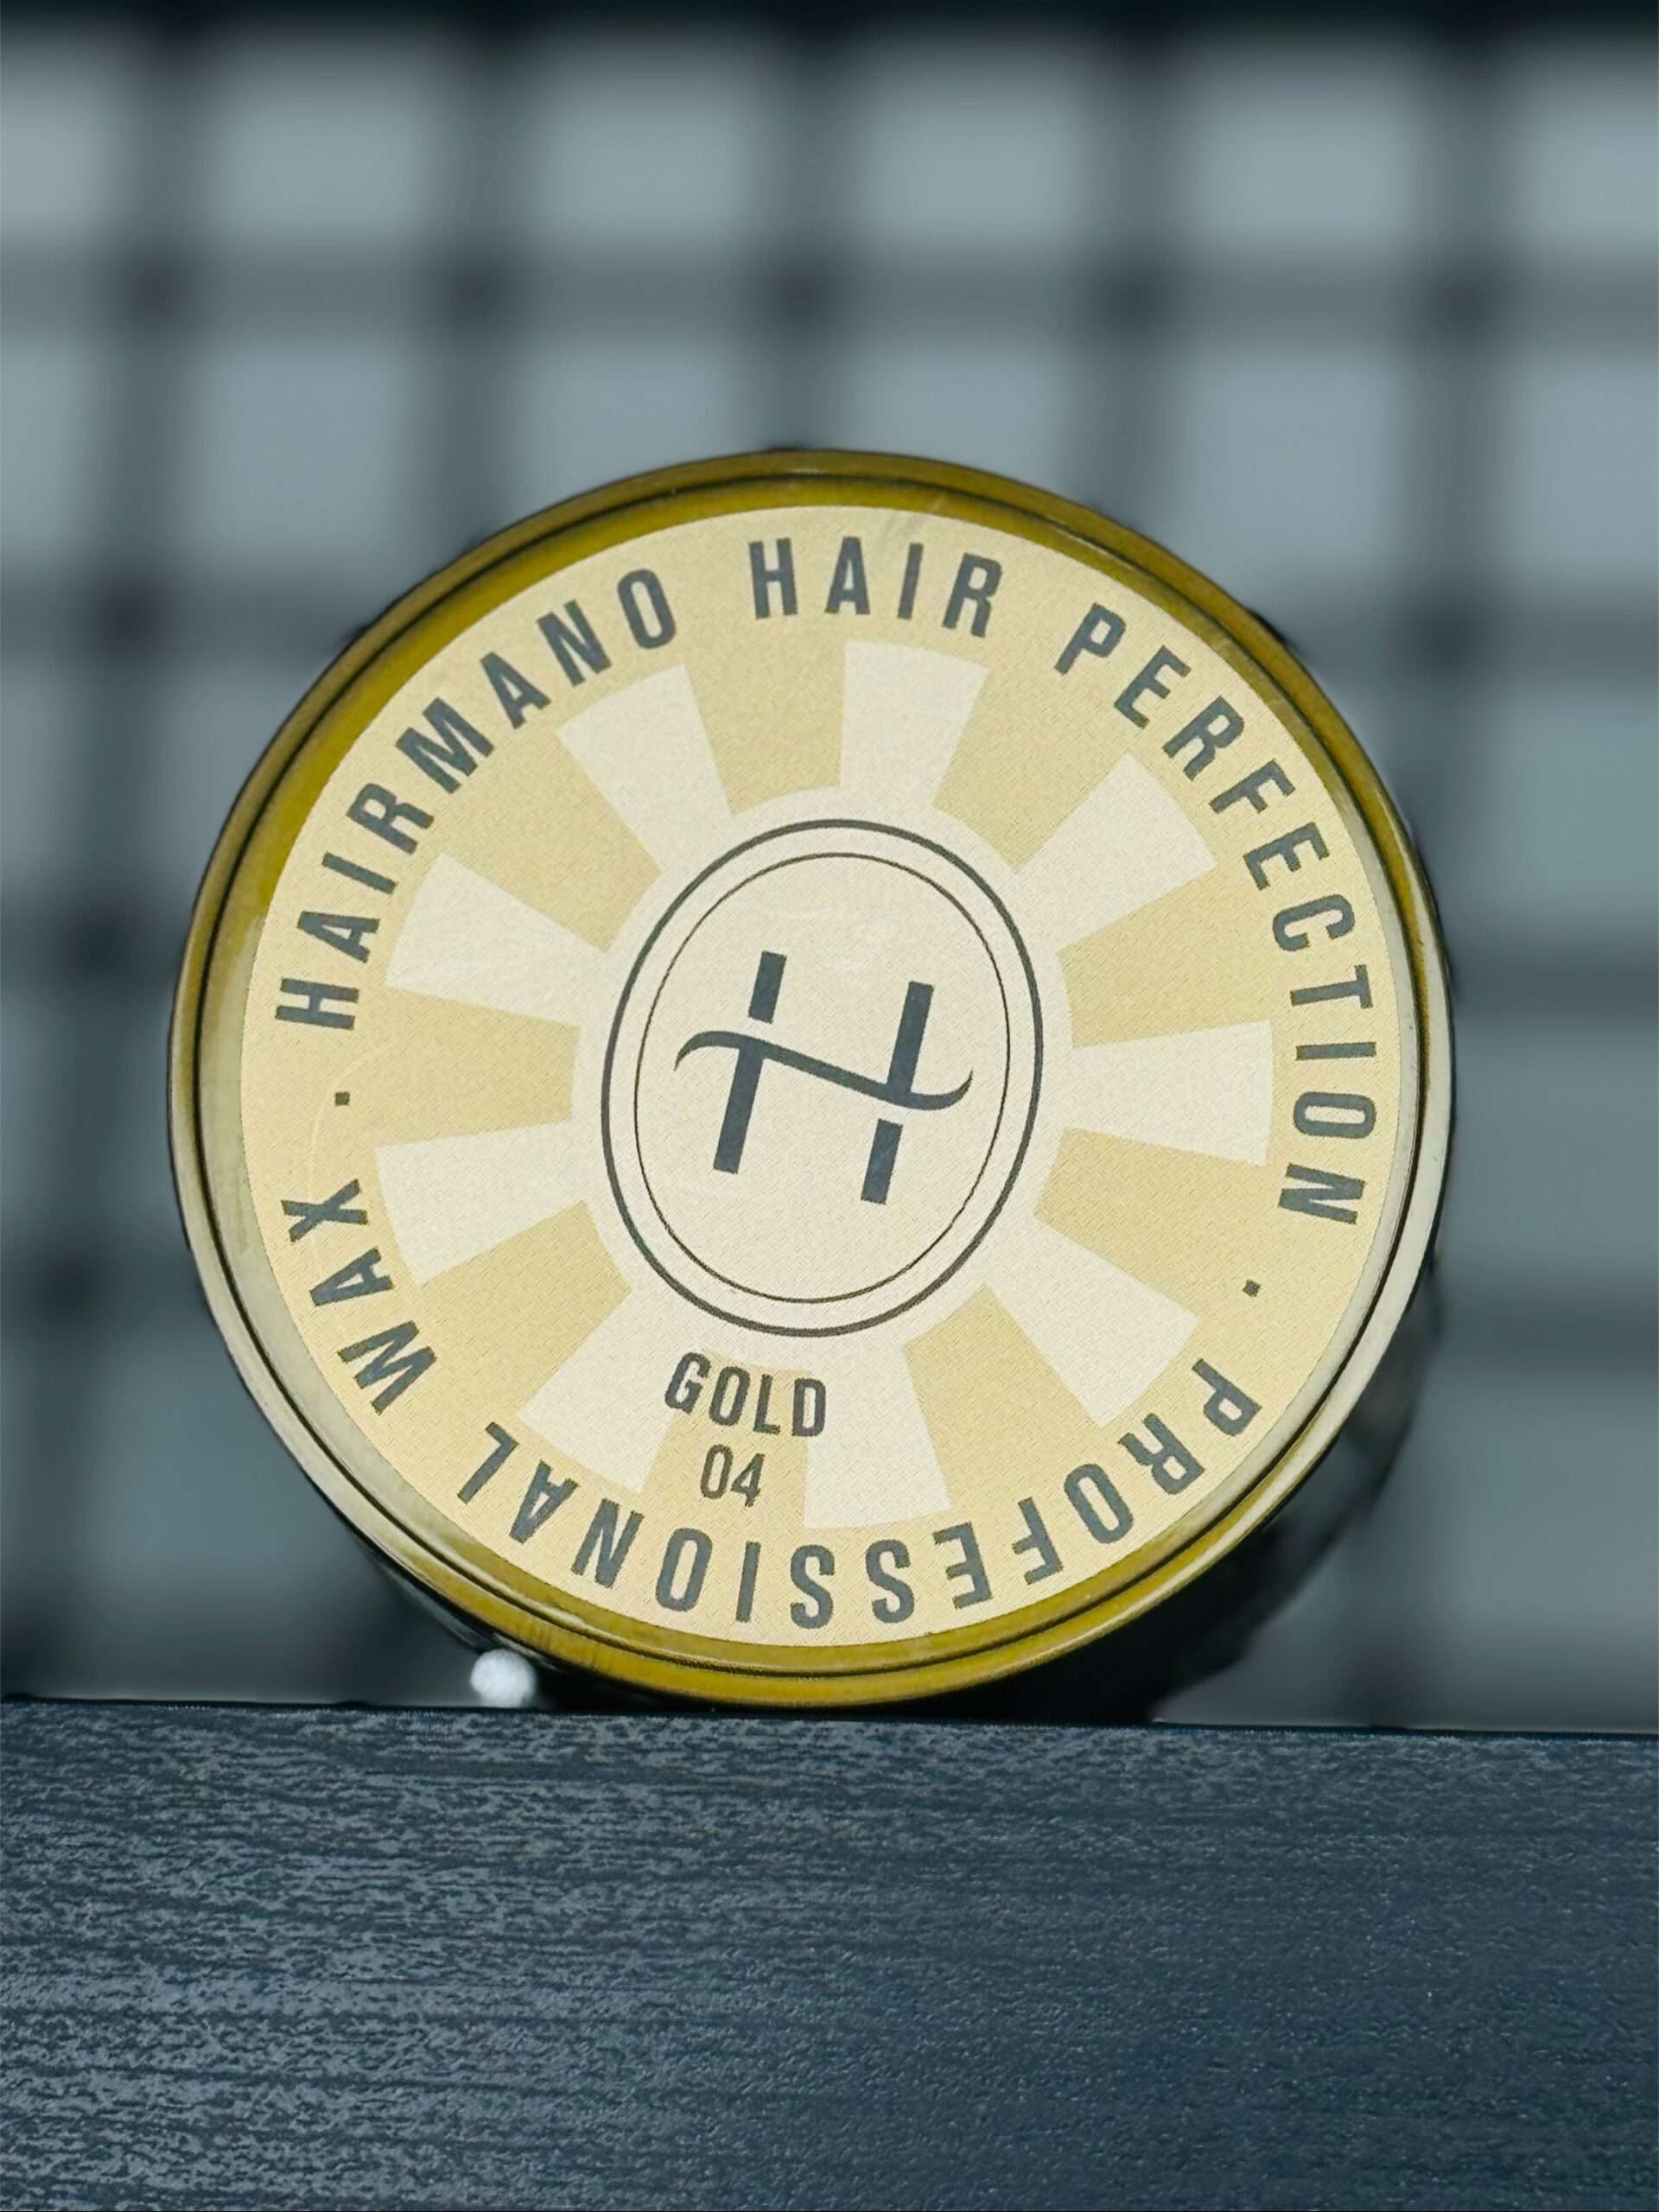 HAIRMANO HAIR PERFECTION · PROFESSIONAL WAX ·
H
GOLD
04